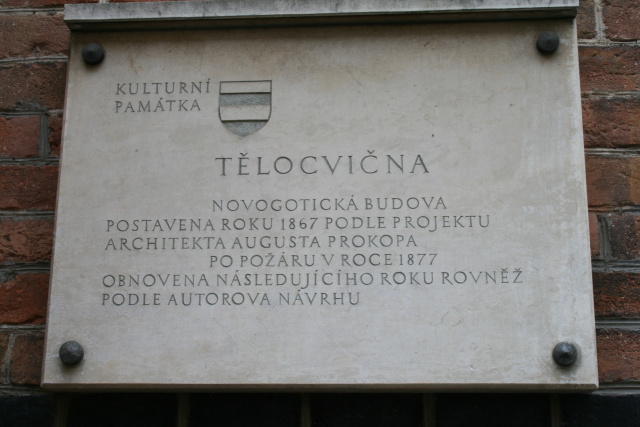 KULTURNÍ
PAMÁTKA
TĚLOCVIČNA
NOVOGOTICKÁ BUDOVA
POSTAVENA ROKU 1867 PODLE PROJEKTU
ARCHITEKTA AUGUSTA PROKOPA
PO POŽÁRU V ROCE 1877
OBNOVENA NÁSLEDUJÍCÍHO ROKU ROVNĚŽ
PODLE AUTOROVA NÁVRHU